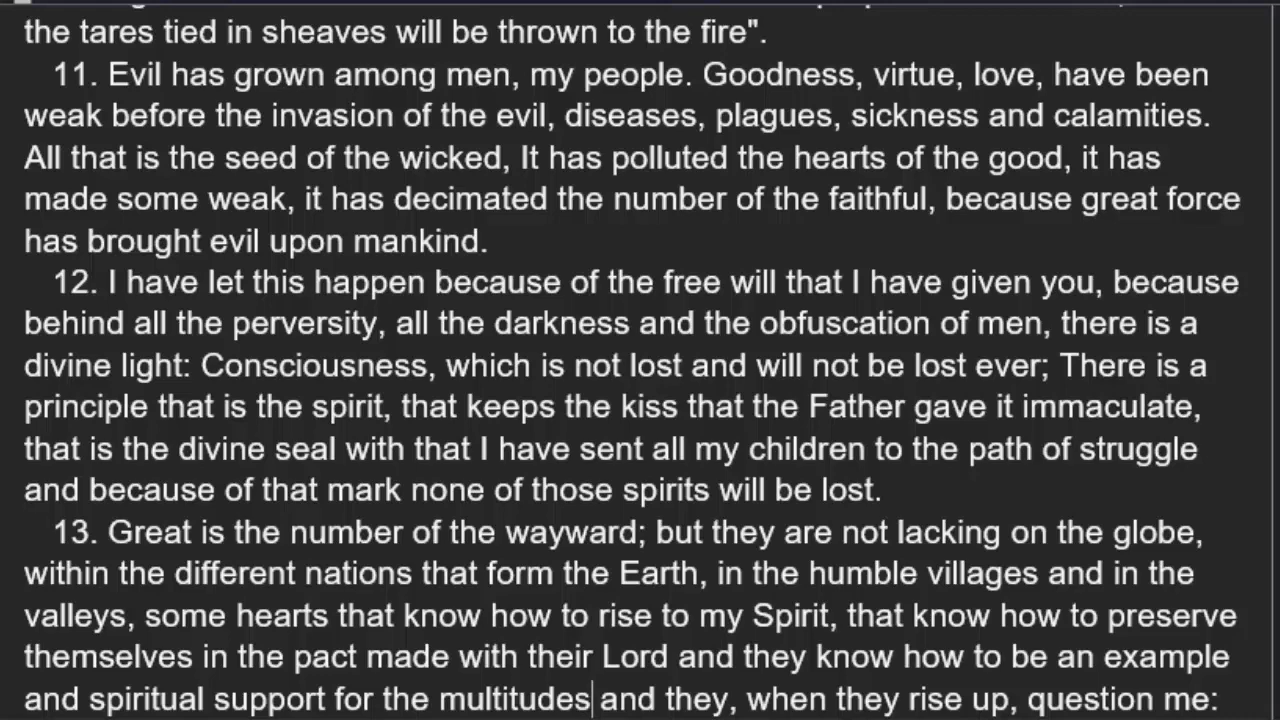 the tares tied in sheaves will be thrown to the fire".
11. Evil has grown among men, my people. Goodness, virtue, love, have been
weak before the invasion of the evil, diseases, plagues, sickness and calamities.
All that is the seed of the wicked, It has polluted the hearts of the good, it has
made some weak, it has decimated the number of the faithful, because great force
has brought evil upon mankind.
12. I have let this happen because of the free will that I have given you, because
behind all the perversity, all the darkness and the obfuscation of men, there is a
divine light: Consciousness, which is not lost and will not be lost ever; There is a
principle that is the spirit, that keeps the kiss that the Father gave it immaculate,
that is the divine seal with that I have sent all my children to the path of struggle
and because of that mark none of those spirits will be lost.
13. Great is the number of the wayward; but they are not lacking on the globe,
within the different nations that form the Earth, in the humble villages and in the
valleys, some hearts that know how to rise to my Spirit, that know how to preserve
themselves in the pact made with their Lord and they know how to be an example
and spiritual support for the multitudes and they, when they rise up, question me: